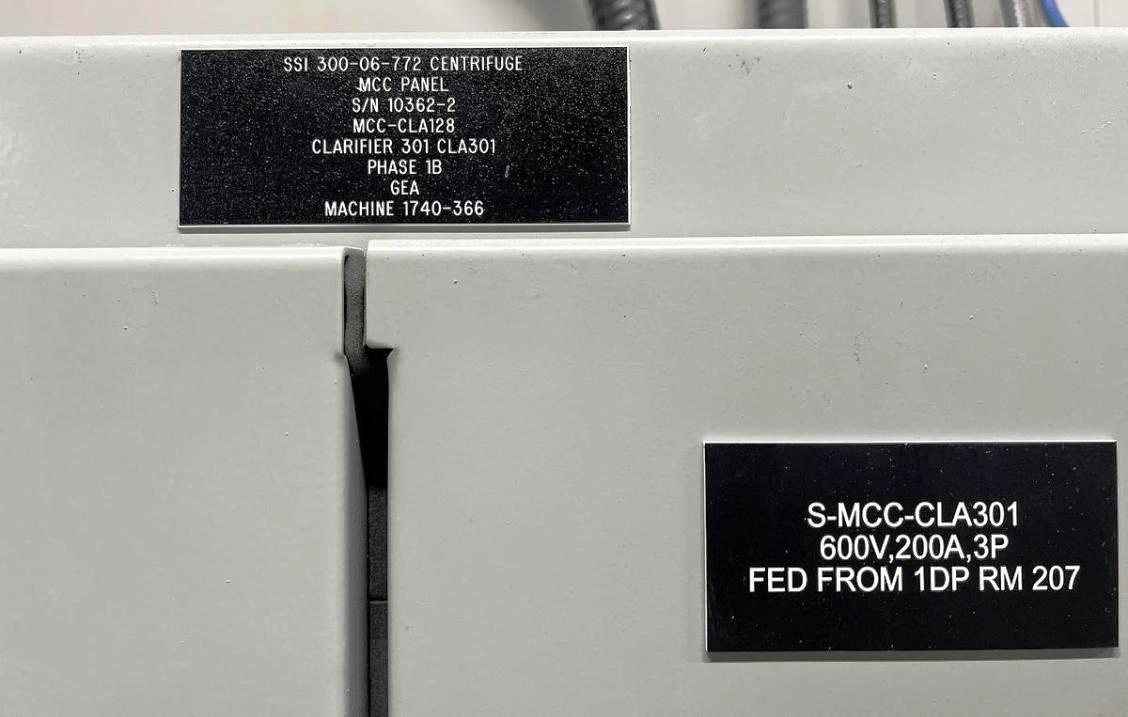 SSI 300-06-772 CENTRIFUGE
MCC PANEL
S/N 10362-2
MCC-CLA128
CLARIFIER 301 CLA301
PHASE 1B
GEA
MACHINE 1740-366
S-MCC-CLA301
600V,200A,3P
FED FROM 1DP RM 207